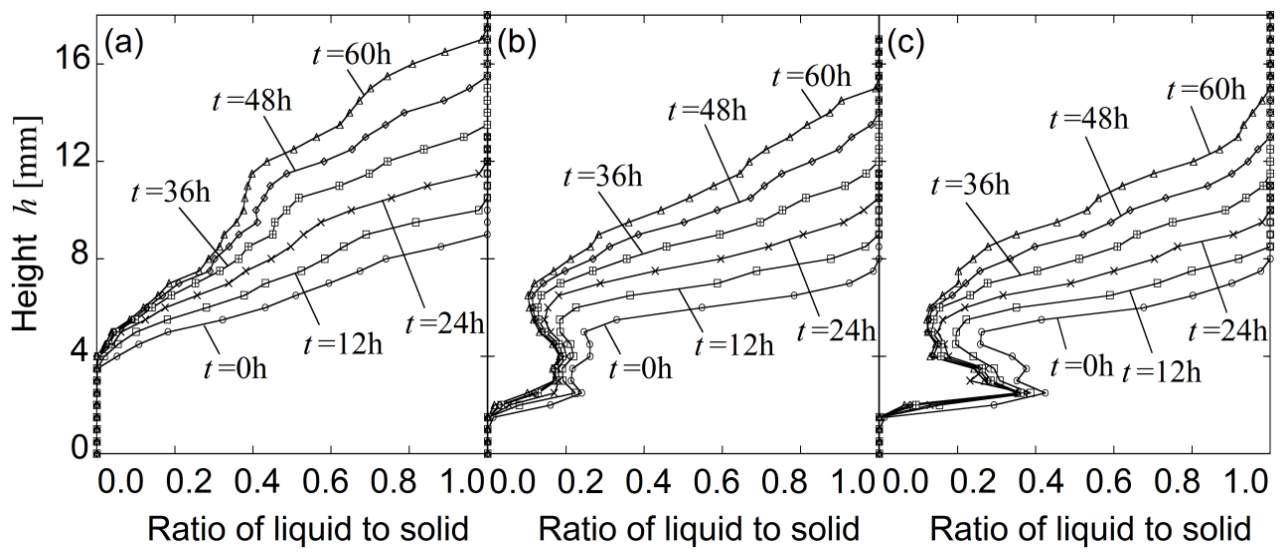 (a) (b) (c)
t=60h t=60h t=60h
t=48h t=48h t=48h
t=36h t=36h t=36h
t=24h t=24h t=24h
t=12h t=12h t=12h
t=0h t=0h t=0h
16
12
8
4
0
Height h [mm]
0.0 0.2 0.4 0.6 0.8 1.0 0.0 0.2 0.4 0.6 0.8 1.0 0.0 0.2 0.4 0.6 0.8 1.0
Ratio of liquid to solid Ratio of liquid to solid Ratio of liquid to solid